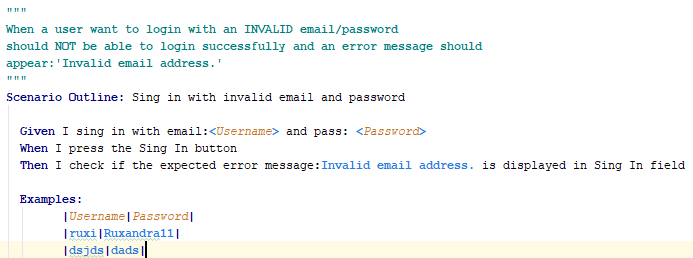 """
When a user want to login with an INVALID email/password
should NOT be able to login successfully and an error message should
appear:'Invalid email address.'
"""
Scenario Outline: Sing in with invalid email and password
Given I sing in with email:<Username> and pass: <Password>
When I press the Sing In button
Then I check if the expected error message:Invalid email address. is displayed in Sing In field
Examples:
|Username|Password|
|ruxi|Ruxandra11|
|dsjds|dads|